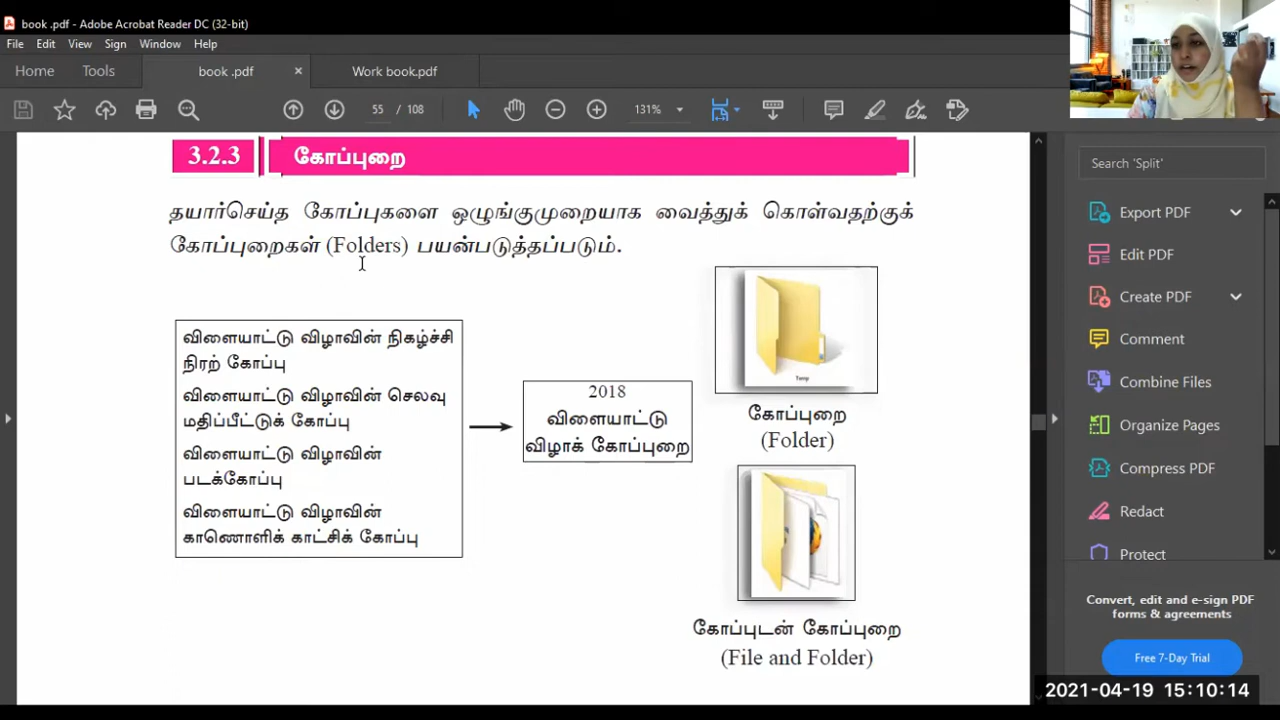 book .pdf - Adobe Acrobat Reader DC (32-bit)
File Edit View Sign Window Help
Home Tools book .pdf × Work book.pdf
55 / 108 131%
3.2.3 கோப்புறை
தயார்செய்த கோப்புகளை ஒழுங்குமுறையாக வைத்துக் கொள்வதற்குக்
கோப்புறைகள் (Folders) பயன்படுத்தப்படும்.
விளையாட்டு விழாவின் நிகழ்ச்சி
நிரற் கோப்பு
விளையாட்டு விழாவின் செலவு
மதிப்பீட்டுக் கோப்பு
விளையாட்டு விழாவின்
படக்கோப்பு
விளையாட்டு விழாவின்
காணொளிக் காட்சிக் கோப்பு
2018
விளையாட்டு
விழாக் கோப்புறை
Temp
கோப்புறை
(Folder)
கோப்புடன் கோப்புறை
(File and Folder)
Search 'Split'
Export PDF
Edit PDF
Create PDF
Comment
Combine Files
Organize Pages
Compress PDF
Redact
Protect
Convert, edit and e-sign PDF
forms & agreements
Free 7-Day Trial
2021-04-19 15:10:14